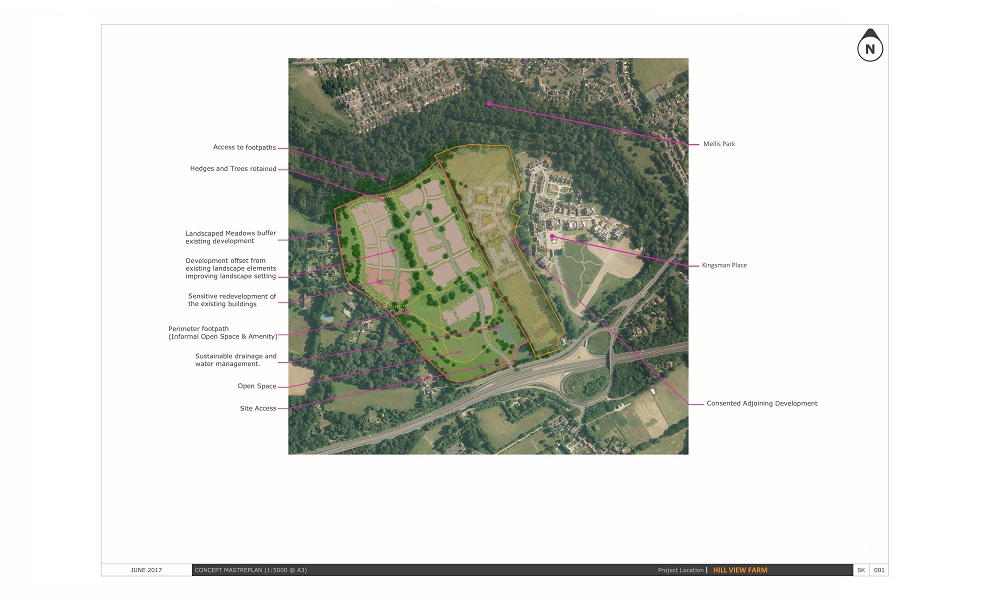 N
Mellis Park
Access to footpaths
Hedges and Trees retained
Landscaped Meadows buffer
existing development
Development offset from
existing landscape elements
improving landscape setting
Kingsman Place
Sensitive redevelopment of
the existing buildings
Perimeter footpath
(Informal Open Space & Amenity)
Sustainable drainage and
water management.
Open Space
Site Access
Consented Adjoining Development
JUNE 2017
CONCEPT MASTREPLAN (1:5000 @ A3)
Project Location | HILL VIEW FARM
SK 001